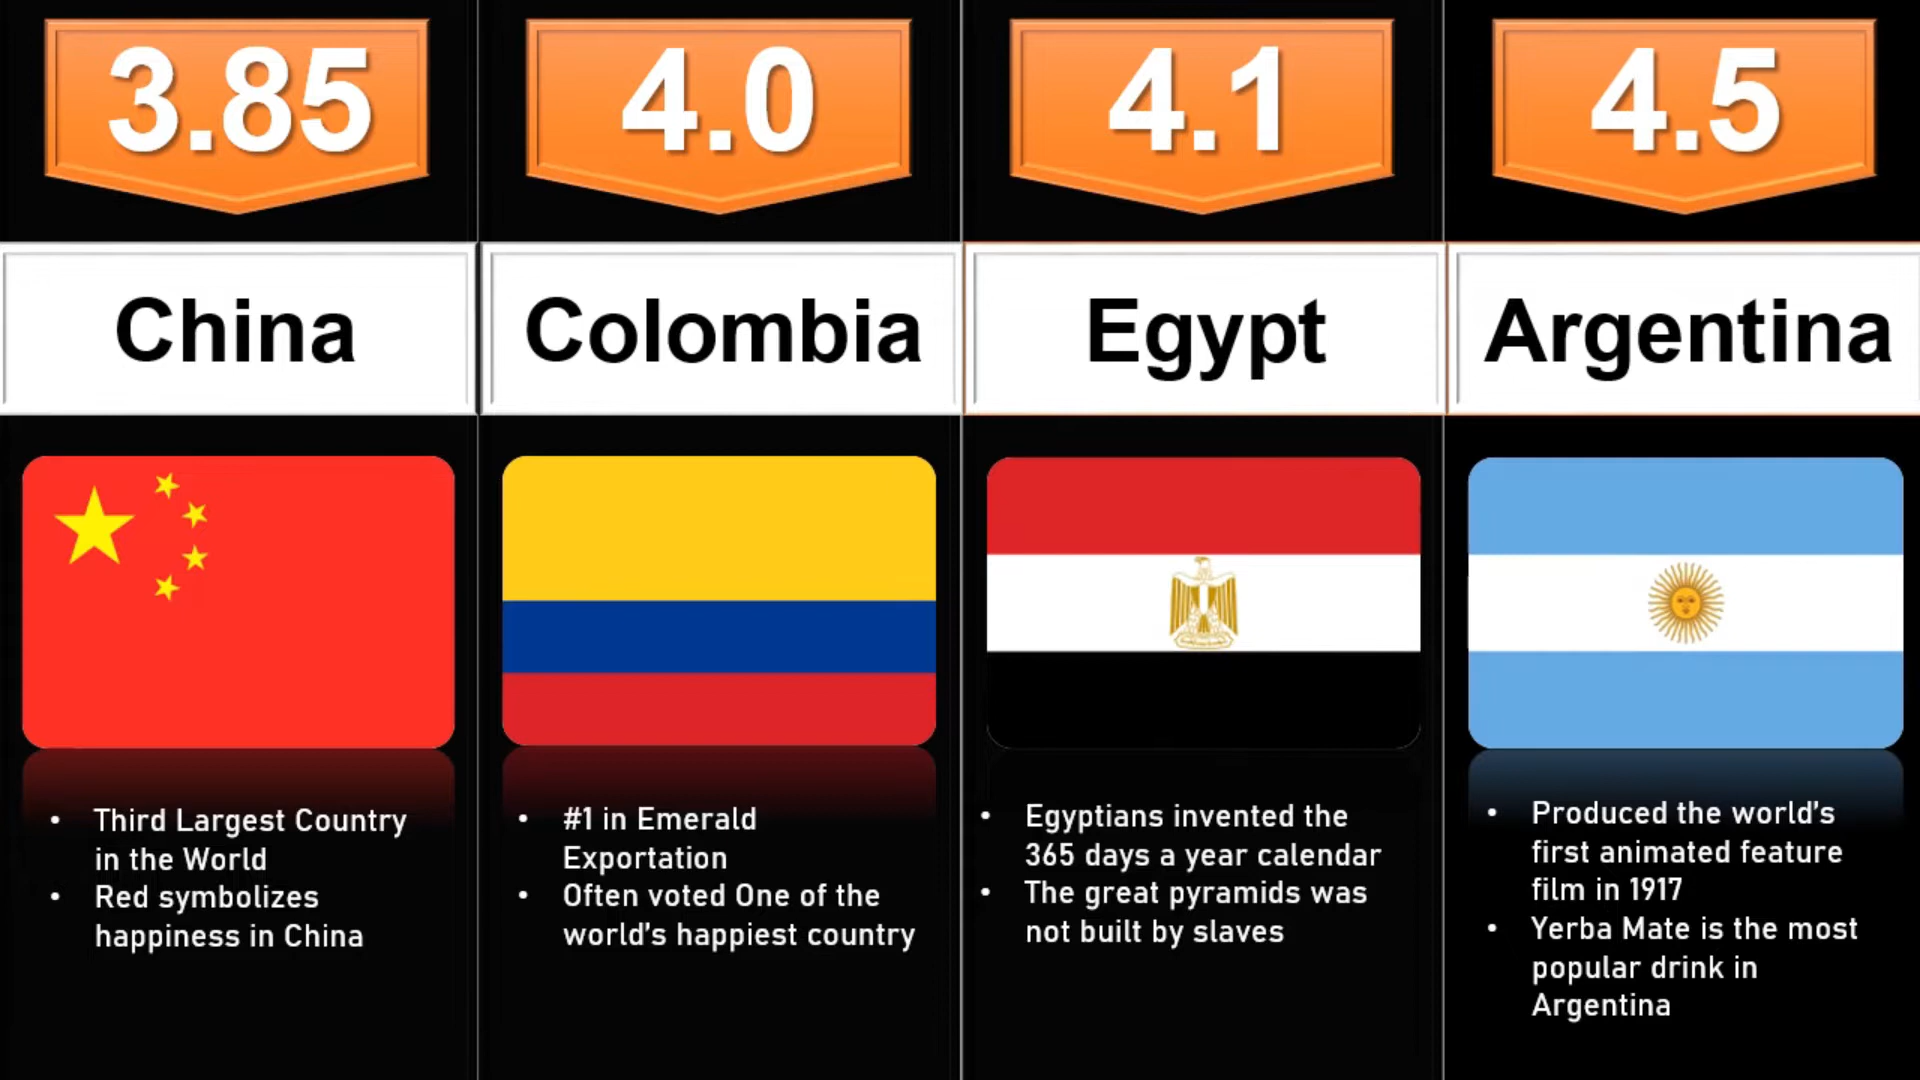 3.85
China
• Third Largest Country
in the World
• Red symbolizes
happiness in China
4.0
Colombia
• #1 in Emerald
Exportation
• Often voted One of the
world's happiest country
4.1
Egypt
• Egyptians invented the
365 days a year calendar
• The great pyramids was
not built by slaves
4.5
Argentina
• Produced the world's
first animated feature
film in 1917
• Yerba Mate is the most
popular drink in
Argentina